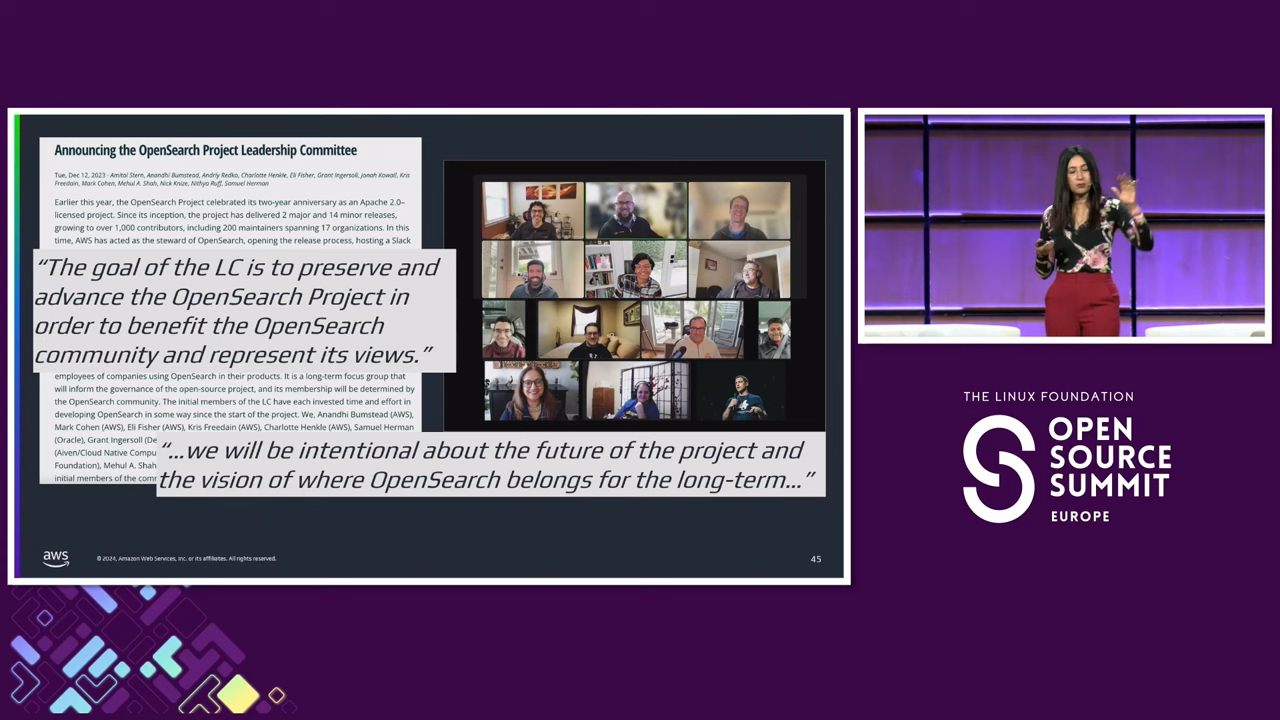 Announcing the OpenSearch Project Leadership Committee
Tue, Dec 12, 2023 · Amitai Stern, Anandhi Bumstead, Andriy Redko, Charlotte Henkle, Eli Fisher, Grant Ingersoll, Jonah Kowall, Kris
Freedain, Mark Cohen, Mehul A. Shah, Nick Knize, Nithya Ruff, Samuel Herman
Earlier this year, the OpenSearch Project celebrated its two-year anniversary as an Apache 2.0–
licensed project. Since its inception, the project has delivered 2 major and 14 minor releases,
growing to over 1,000 contributors, including 200 maintainers spanning 17 organizations. In this
time, AWS has acted as the steward of OpenSearch, opening the release process, hosting a Slack
“The goal of the LC is to preserve and
advance the OpenSearch Project in
order to benefit the OpenSearch
community and represent its views.”
employees of companies using OpenSearch in their products. It is a long-term focus group that
will inform the governance of the open-source project, and its membership will be determined by
the OpenSearch community. The initial members of the LC have each invested time and effort in
developing OpenSearch in some way since the start of the project. We, Anandhi Bumstead (AWS),
Mark Cohen (AWS), Eli Fisher (AWS), Kris Freedain (AWS), Charlotte Henkle (AWS), Samuel Herman
(Oracle), Grant Ingersoll (De
(Aiven/Cloud Native Compu
Foundation), Mehul A. Shah
initial members of the comm
“...we will be intentional about the future of the project and
the vision of where OpenSearch belongs for the long-term...”
aws
© 2024, Amazon Web Services, Inc. or its affiliates. All rights reserved.
45
THE LINUX FOUNDATION
OPEN
SOURCE
SUMMIT
EUROPE